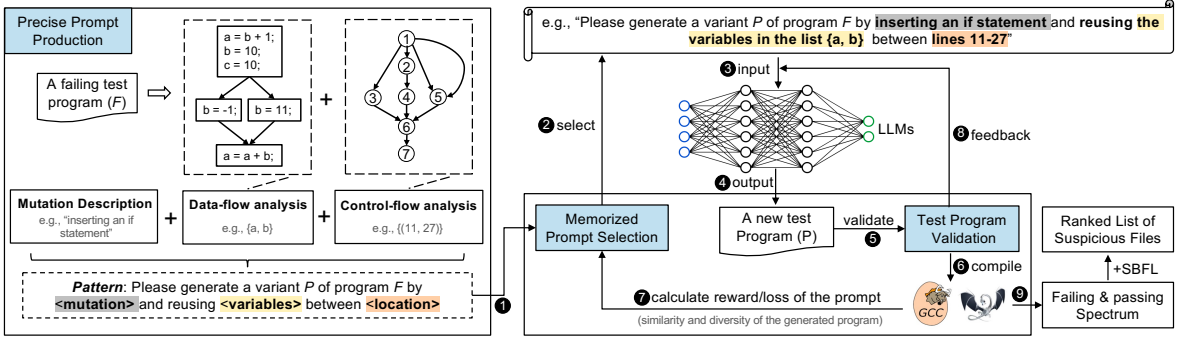 Precise Prompt
Production
A failing test
program (F)
a = b + 1;
b = 10;
c = 10;
b = -1;
b = 11;
a = a + b;
+
1
2
3
4
5
6
7
Mutation Description
e.g., "inserting an if
statement"
+
Data-flow analysis
e.g., {a, b}
+
Control-flow analysis
e.g., {(11, 27)}
Pattern: Please generate a variant P of program F by
<mutation> and reusing <variables> between <location>
1
e.g., "Please generate a variant P of program F by inserting an if statement and reusing the
variables in the list {a, b} between lines 11-27"
2 select
3 input
LLMs
8 feedback
4 output
Memorized
Prompt Selection
A new test
Program (P)
validate
5
Test Program
Validation
6 compile
7 calculate reward/loss of the prompt
(similarity and diversity of the generated program)
GCC
9
Ranked List of
Suspicious Files
+SBFL
Failing & passing
Spectrum